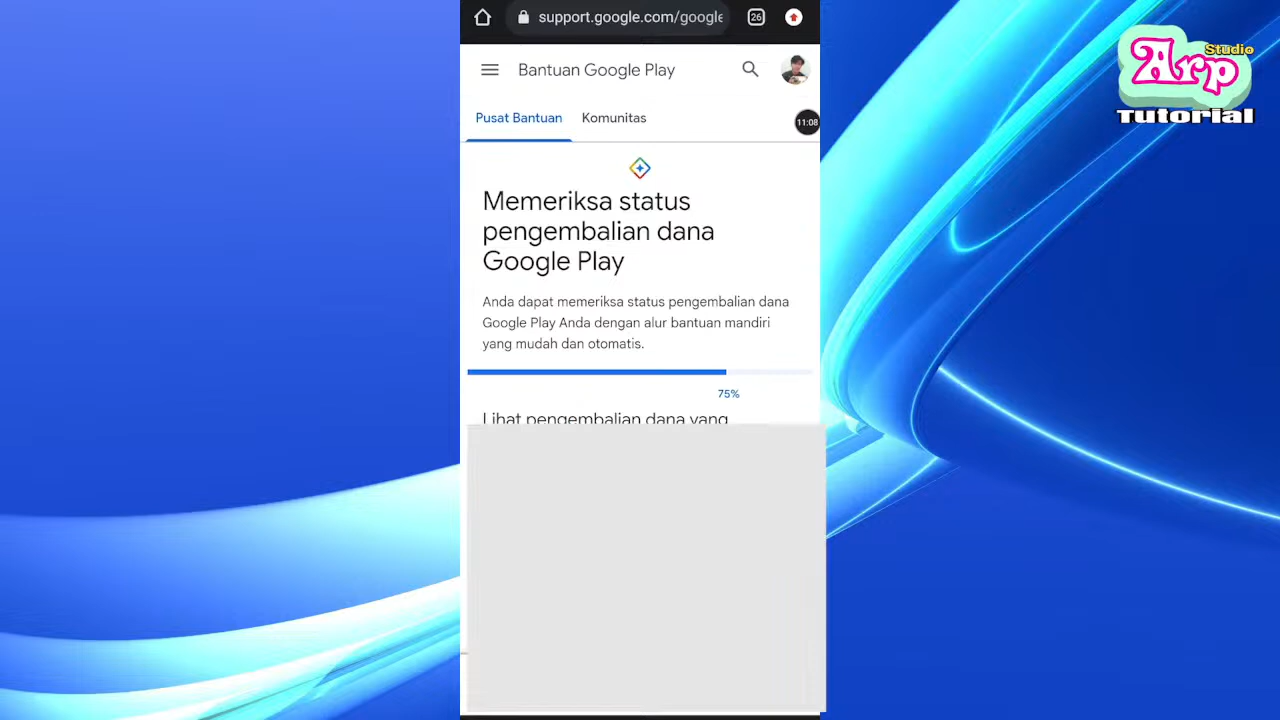 support.google.com/google
26
Bantuan Google Play
Pusat Bantuan
Komunitas
11:08
Memeriksa status
pengembalian dana
Google Play
Anda dapat memeriksa status pengembalian dana
Google Play Anda dengan alur bantuan mandiri
yang mudah dan otomatis.
75%
Lihat pengembalian dana yang
Studio
Arp
Tutorial